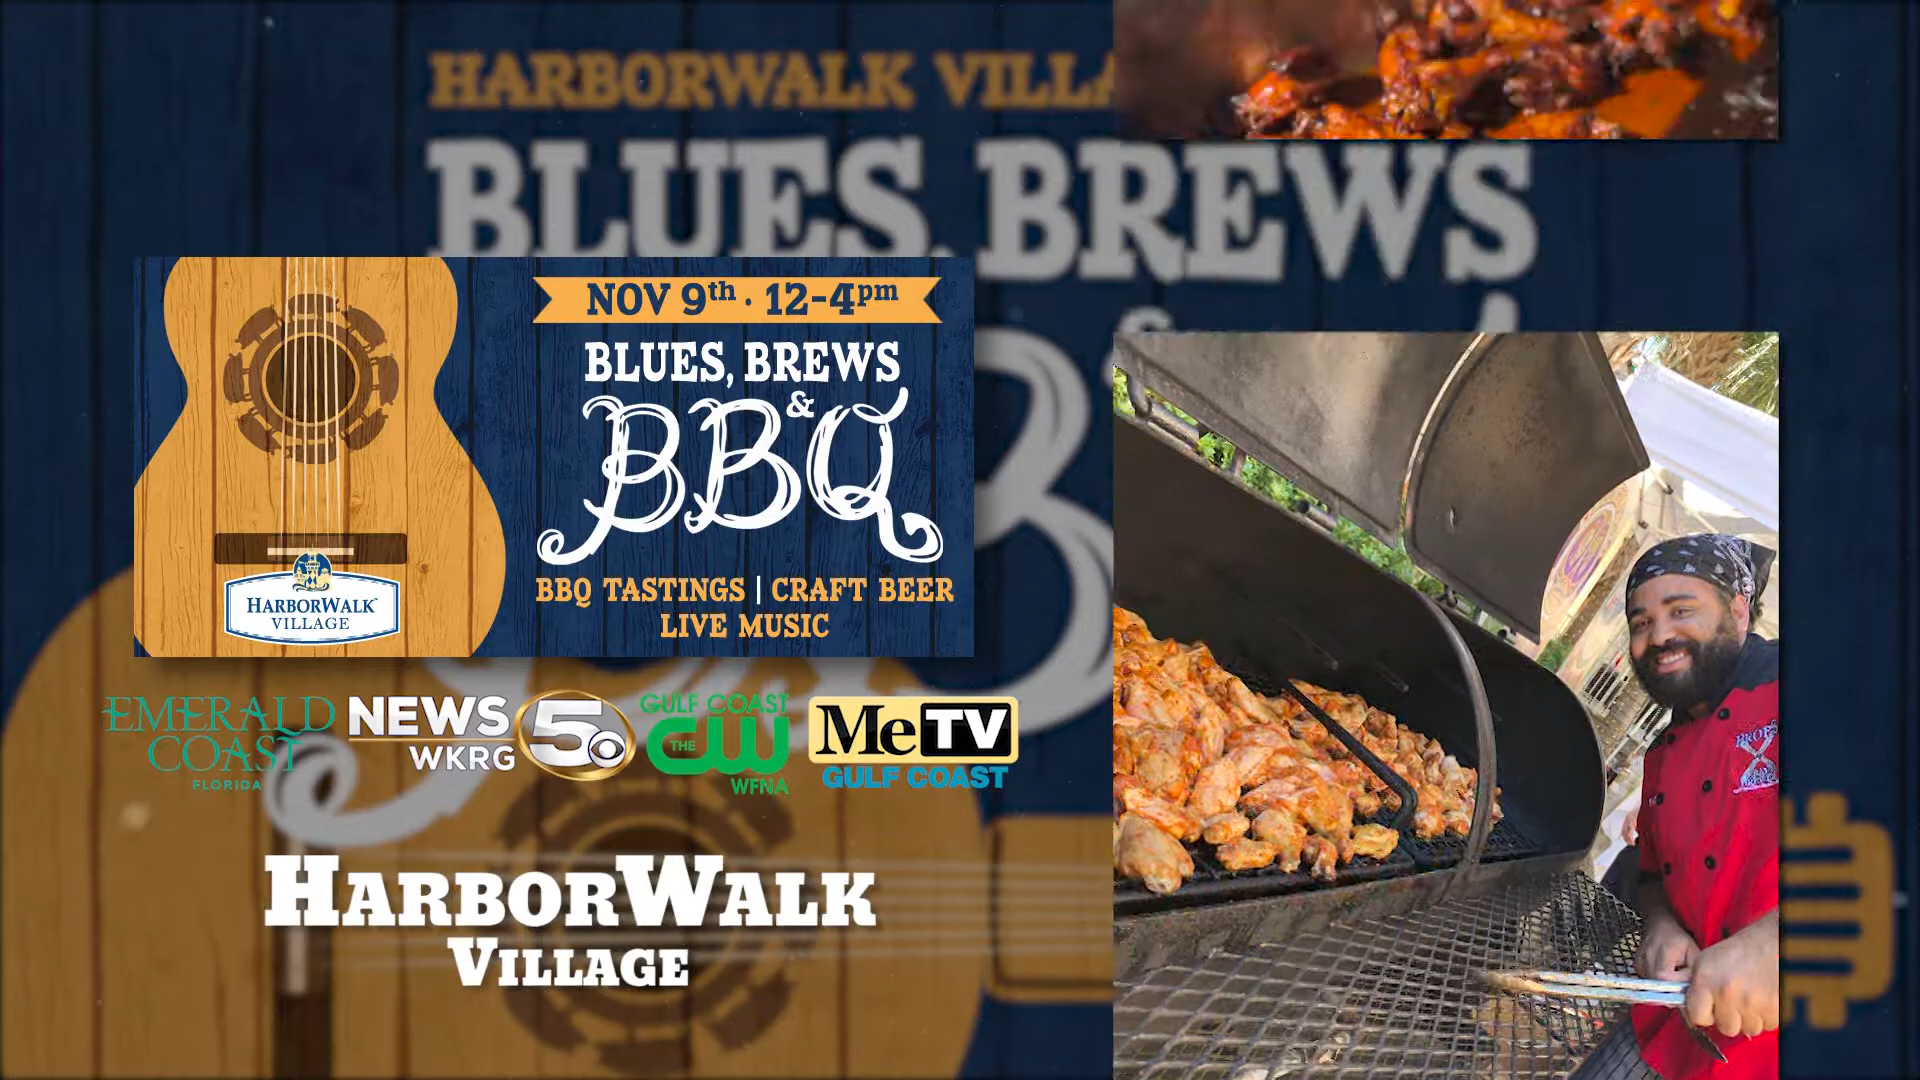 HARBORWALK VILLA
BLUES, BREWS
NOV 9th · 12-4pm
BLUES, BREWS
&
BBQ
BBQ TASTINGS | CRAFT BEER
LIVE MUSIC
HARBORWALK
VILLAGE
EMERALD
COAST
FLORIDA
NEWS 5
WKRG
GULF COAST
THE CW
WFNA
MeTV
GULF COAST
HARBORWALK
VILLAGE